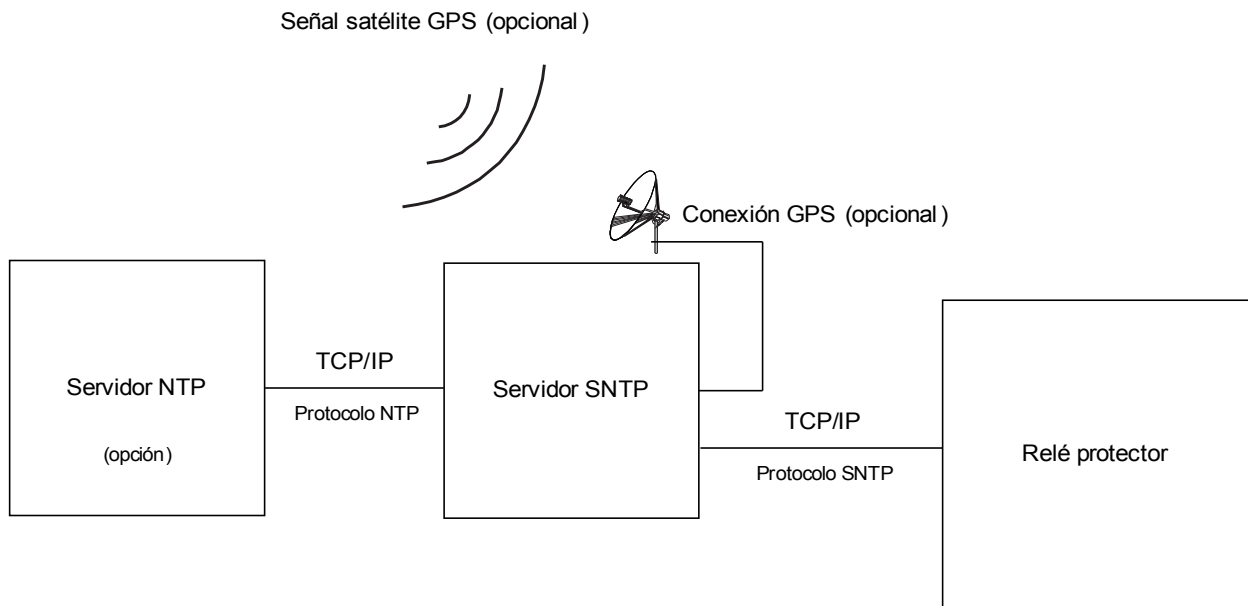 Señal satélite GPS (opcional)
Conexión GPS (opcional)
Servidor NTP
(opción)
TCP/IP
Protocolo NTP
Servidor SNTP
TCP/IP
Protocolo SNTP
Relé protector